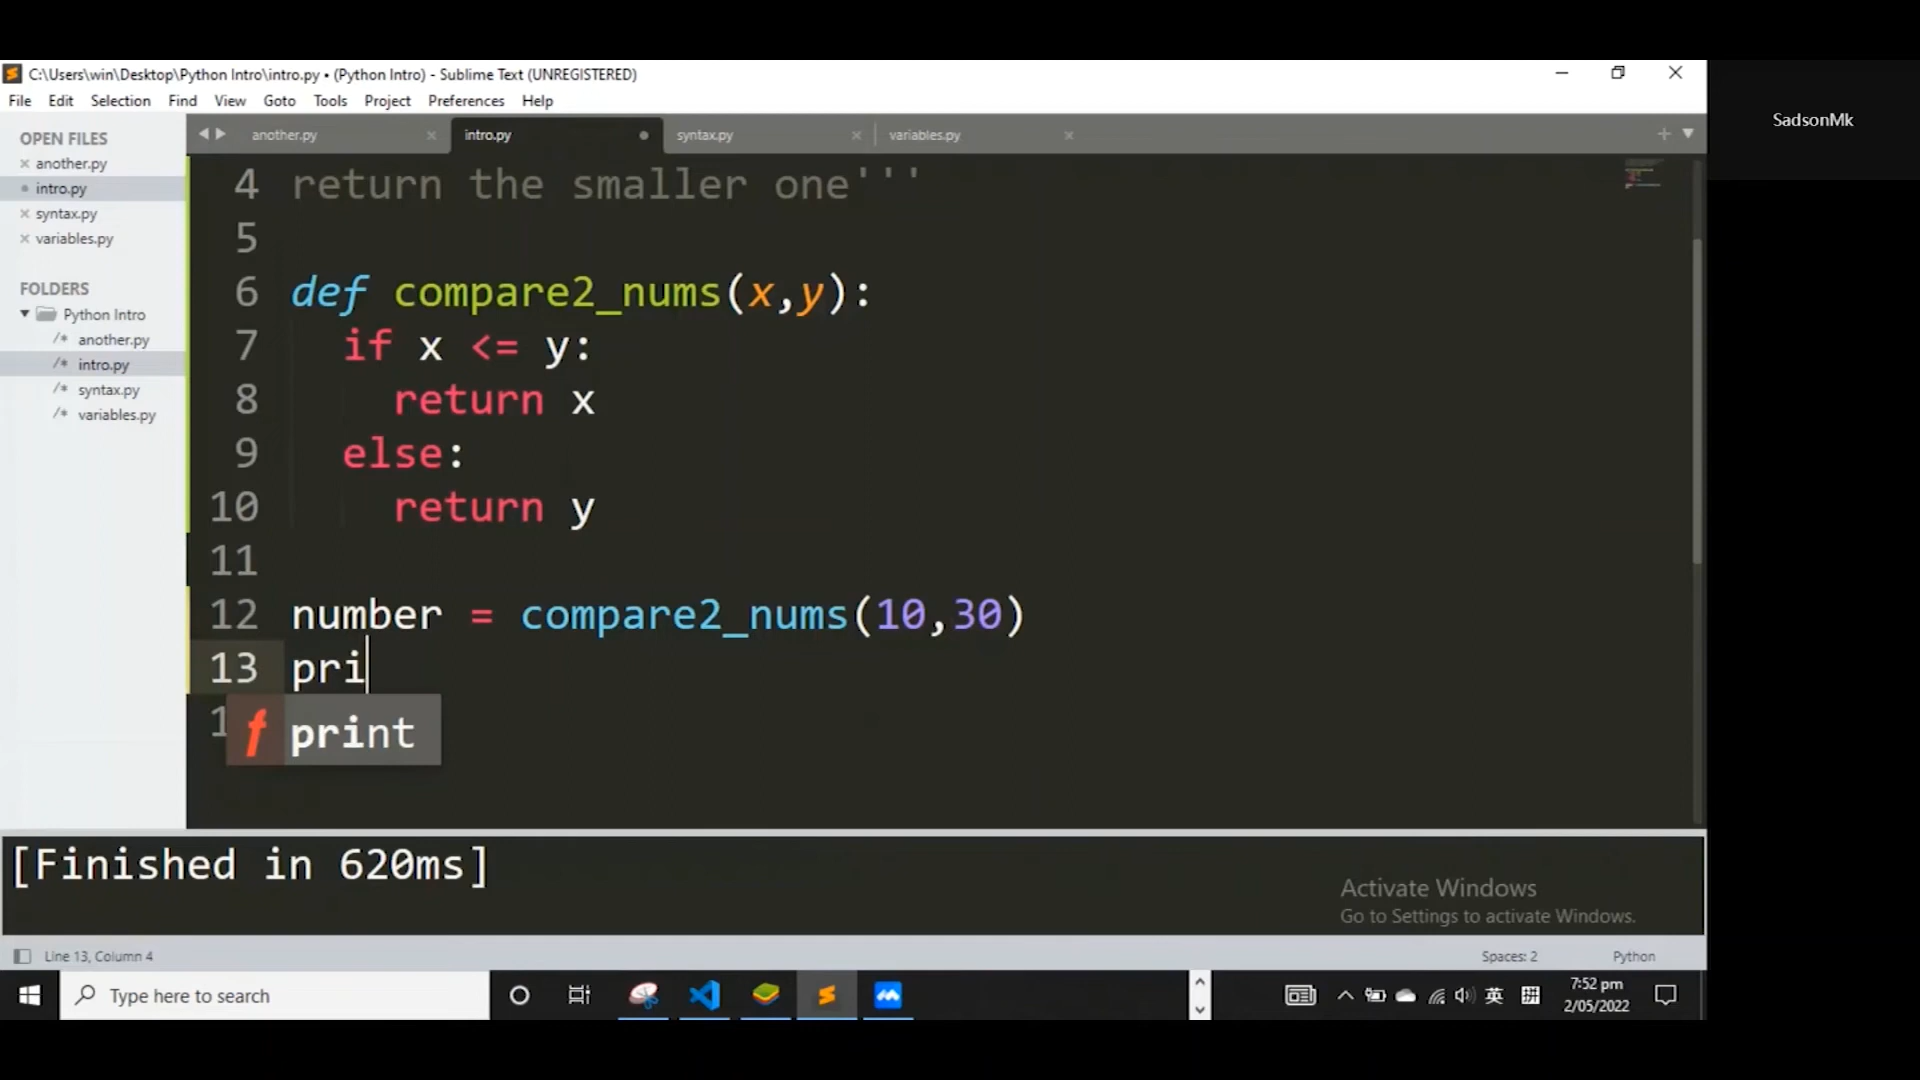 C:\Users\win\Desktop\Python Intro\intro.py • (Python Intro) - Sublime Text (UNREGISTERED)
File Edit Selection Find View Goto Tools Project Preferences Help
OPEN FILES
another.py
intro.py
syntax.py
variables.py
FOLDERS
Python Intro
/* another.py
/* intro.py
/* syntax.py
/* variables.py
another.py intro.py syntax.py variables.py
4 return the smaller one'''
5
6 def compare2_nums(x,y):
7 if x <= y:
8 return x
9 else:
10 return y
11
12 number = compare2_nums(10,30)
13 pri
1
f print
[Finished in 620ms]
Activate Windows
Go to Settings to activate Windows.
Line 13, Column 4 Spaces: 2 Python
Type here to search
英
7:52 pm
2/05/2022
SadsonMk